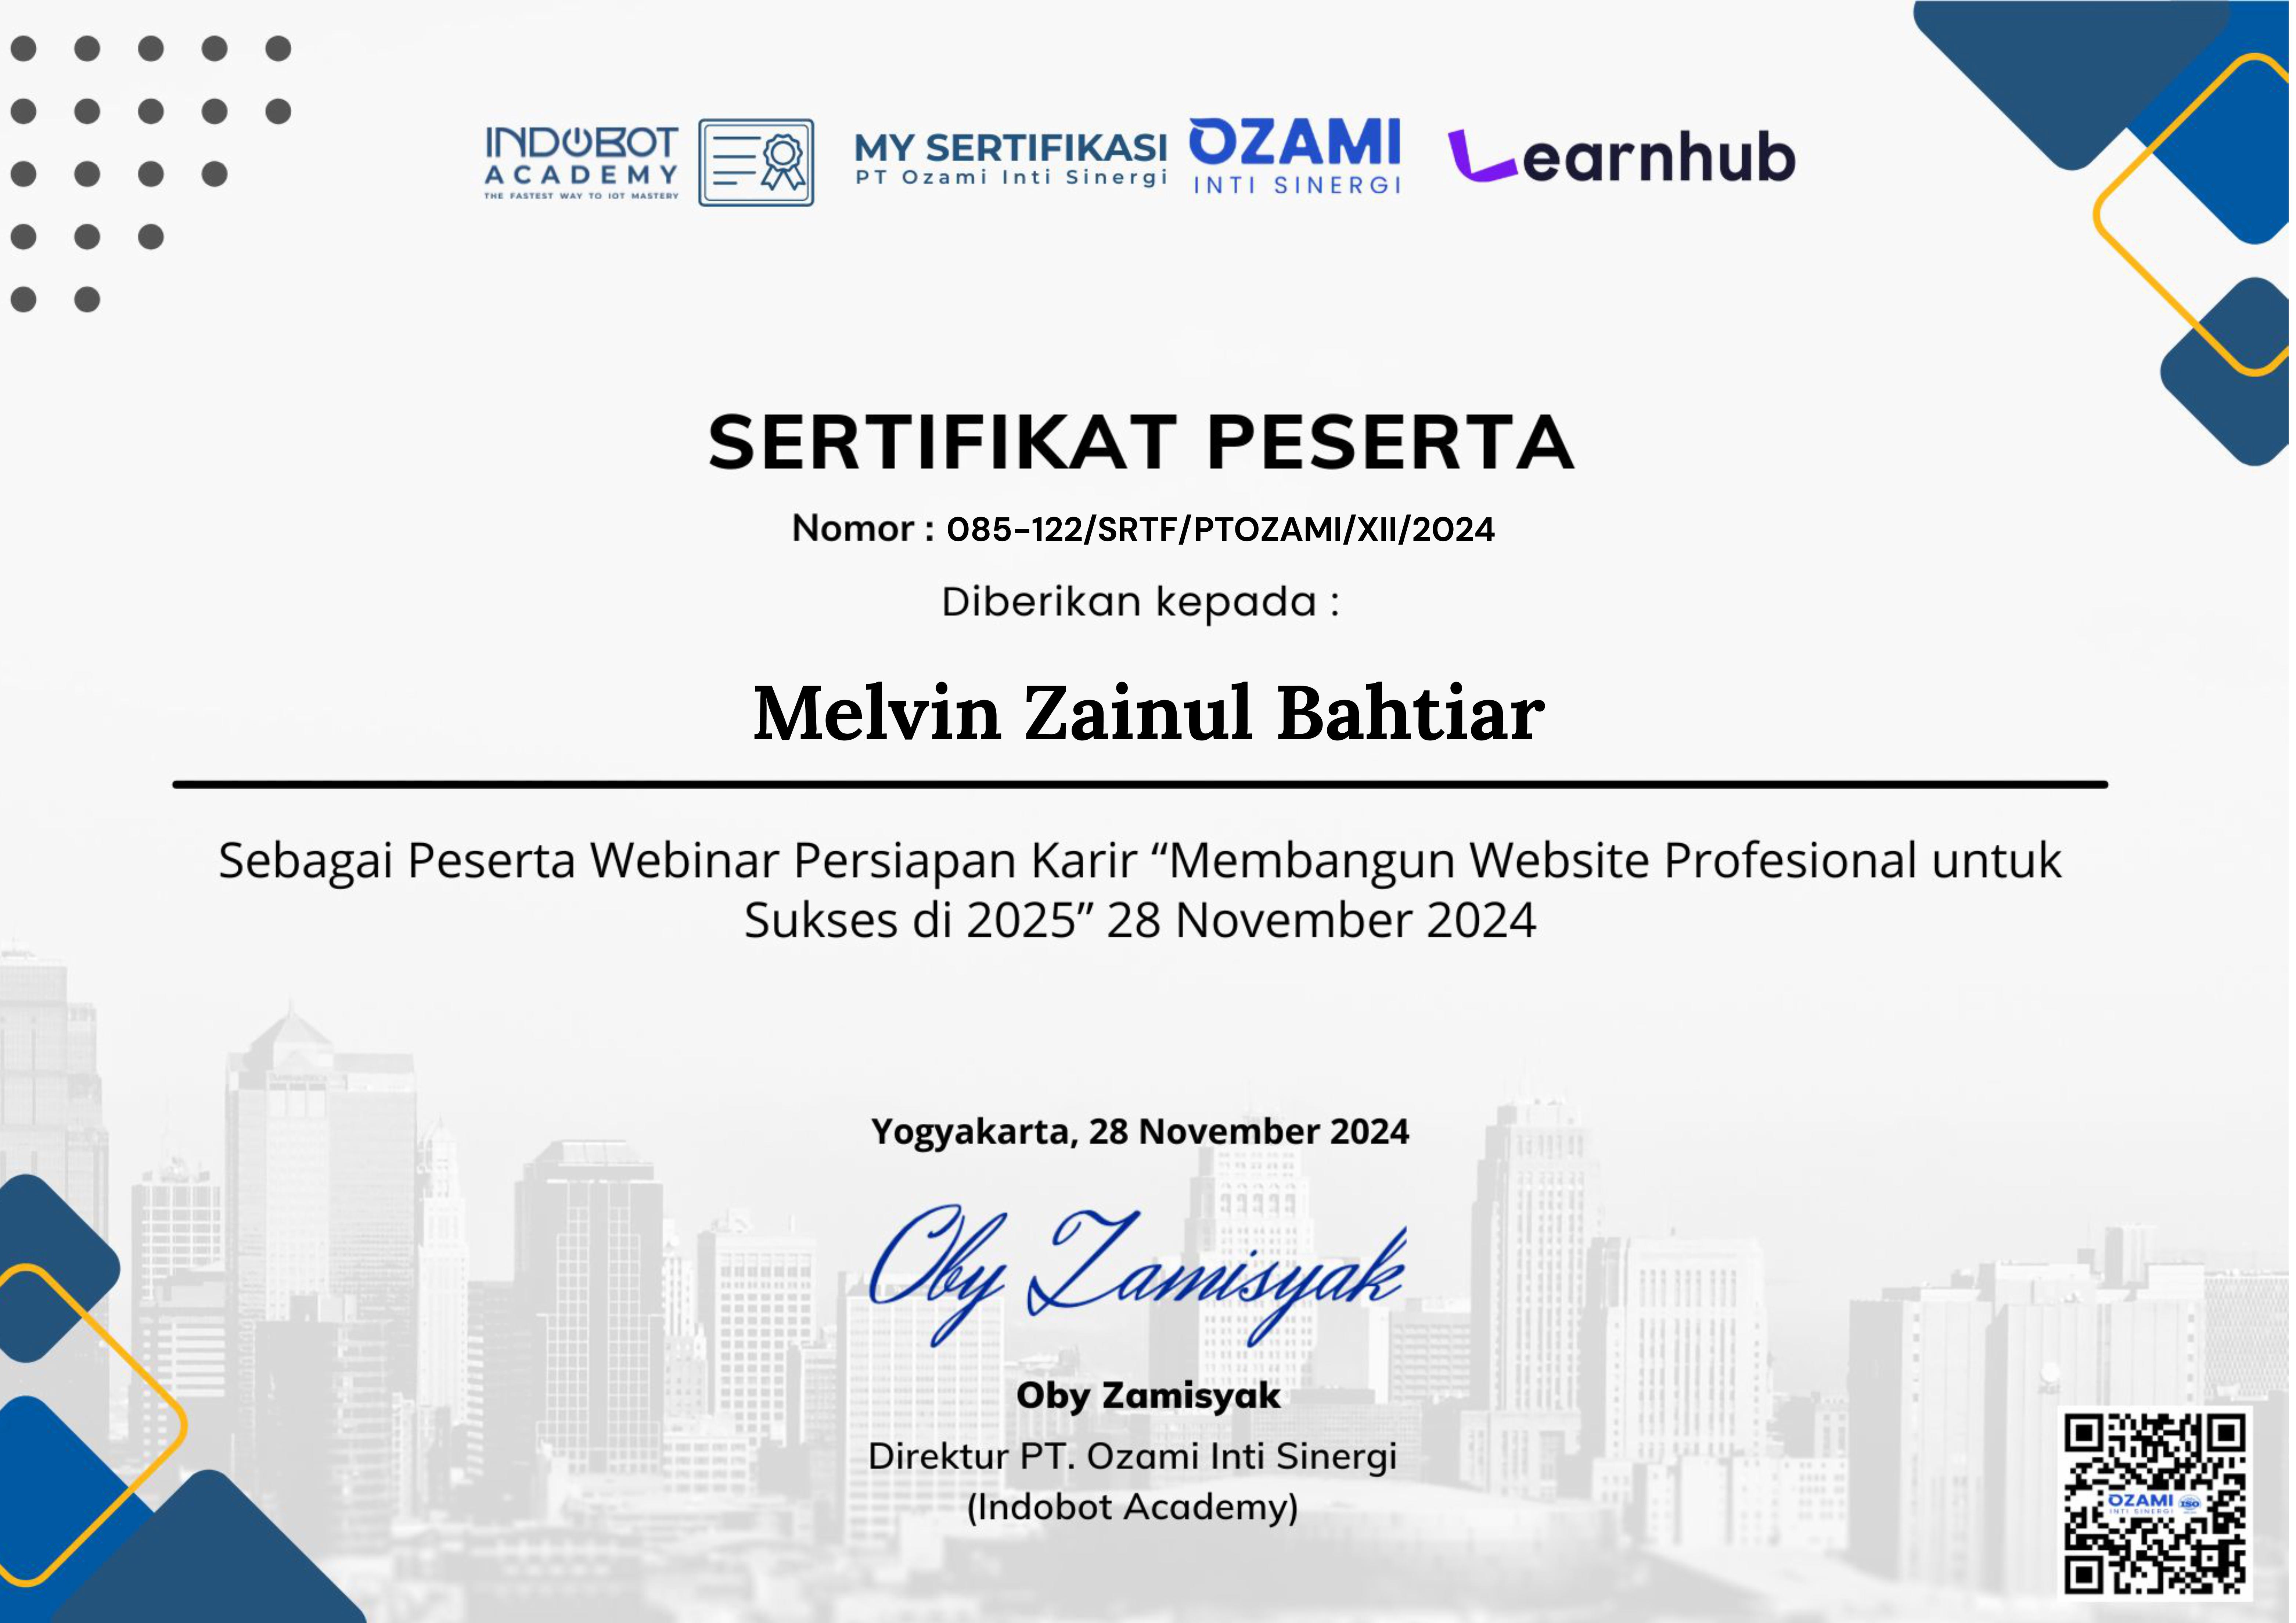 INDOBOT
ACADEMY
THE FASTEST WAY TO IOT MASTERY
MY SERTIFIKASI
PT Ozami Inti Sinergi
OZAMI
INTI SINERGI
Learnhub
SERTIFIKAT PESERTA
Nomor : 085-122/SRTF/PTOZAMI/XII/2024
Diberikan kepada :
Melvin Zainul Bahtiar
Sebagai Peserta Webinar Persiapan Karir “Membangun Website Profesional untuk
Sukses di 2025” 28 November 2024
Yogyakarta, 28 November 2024
Oby Zamisyak
Oby Zamisyak
Direktur PT. Ozami Inti Sinergi
(Indobot Academy)
OZAMI ISO
INTI SINERGI